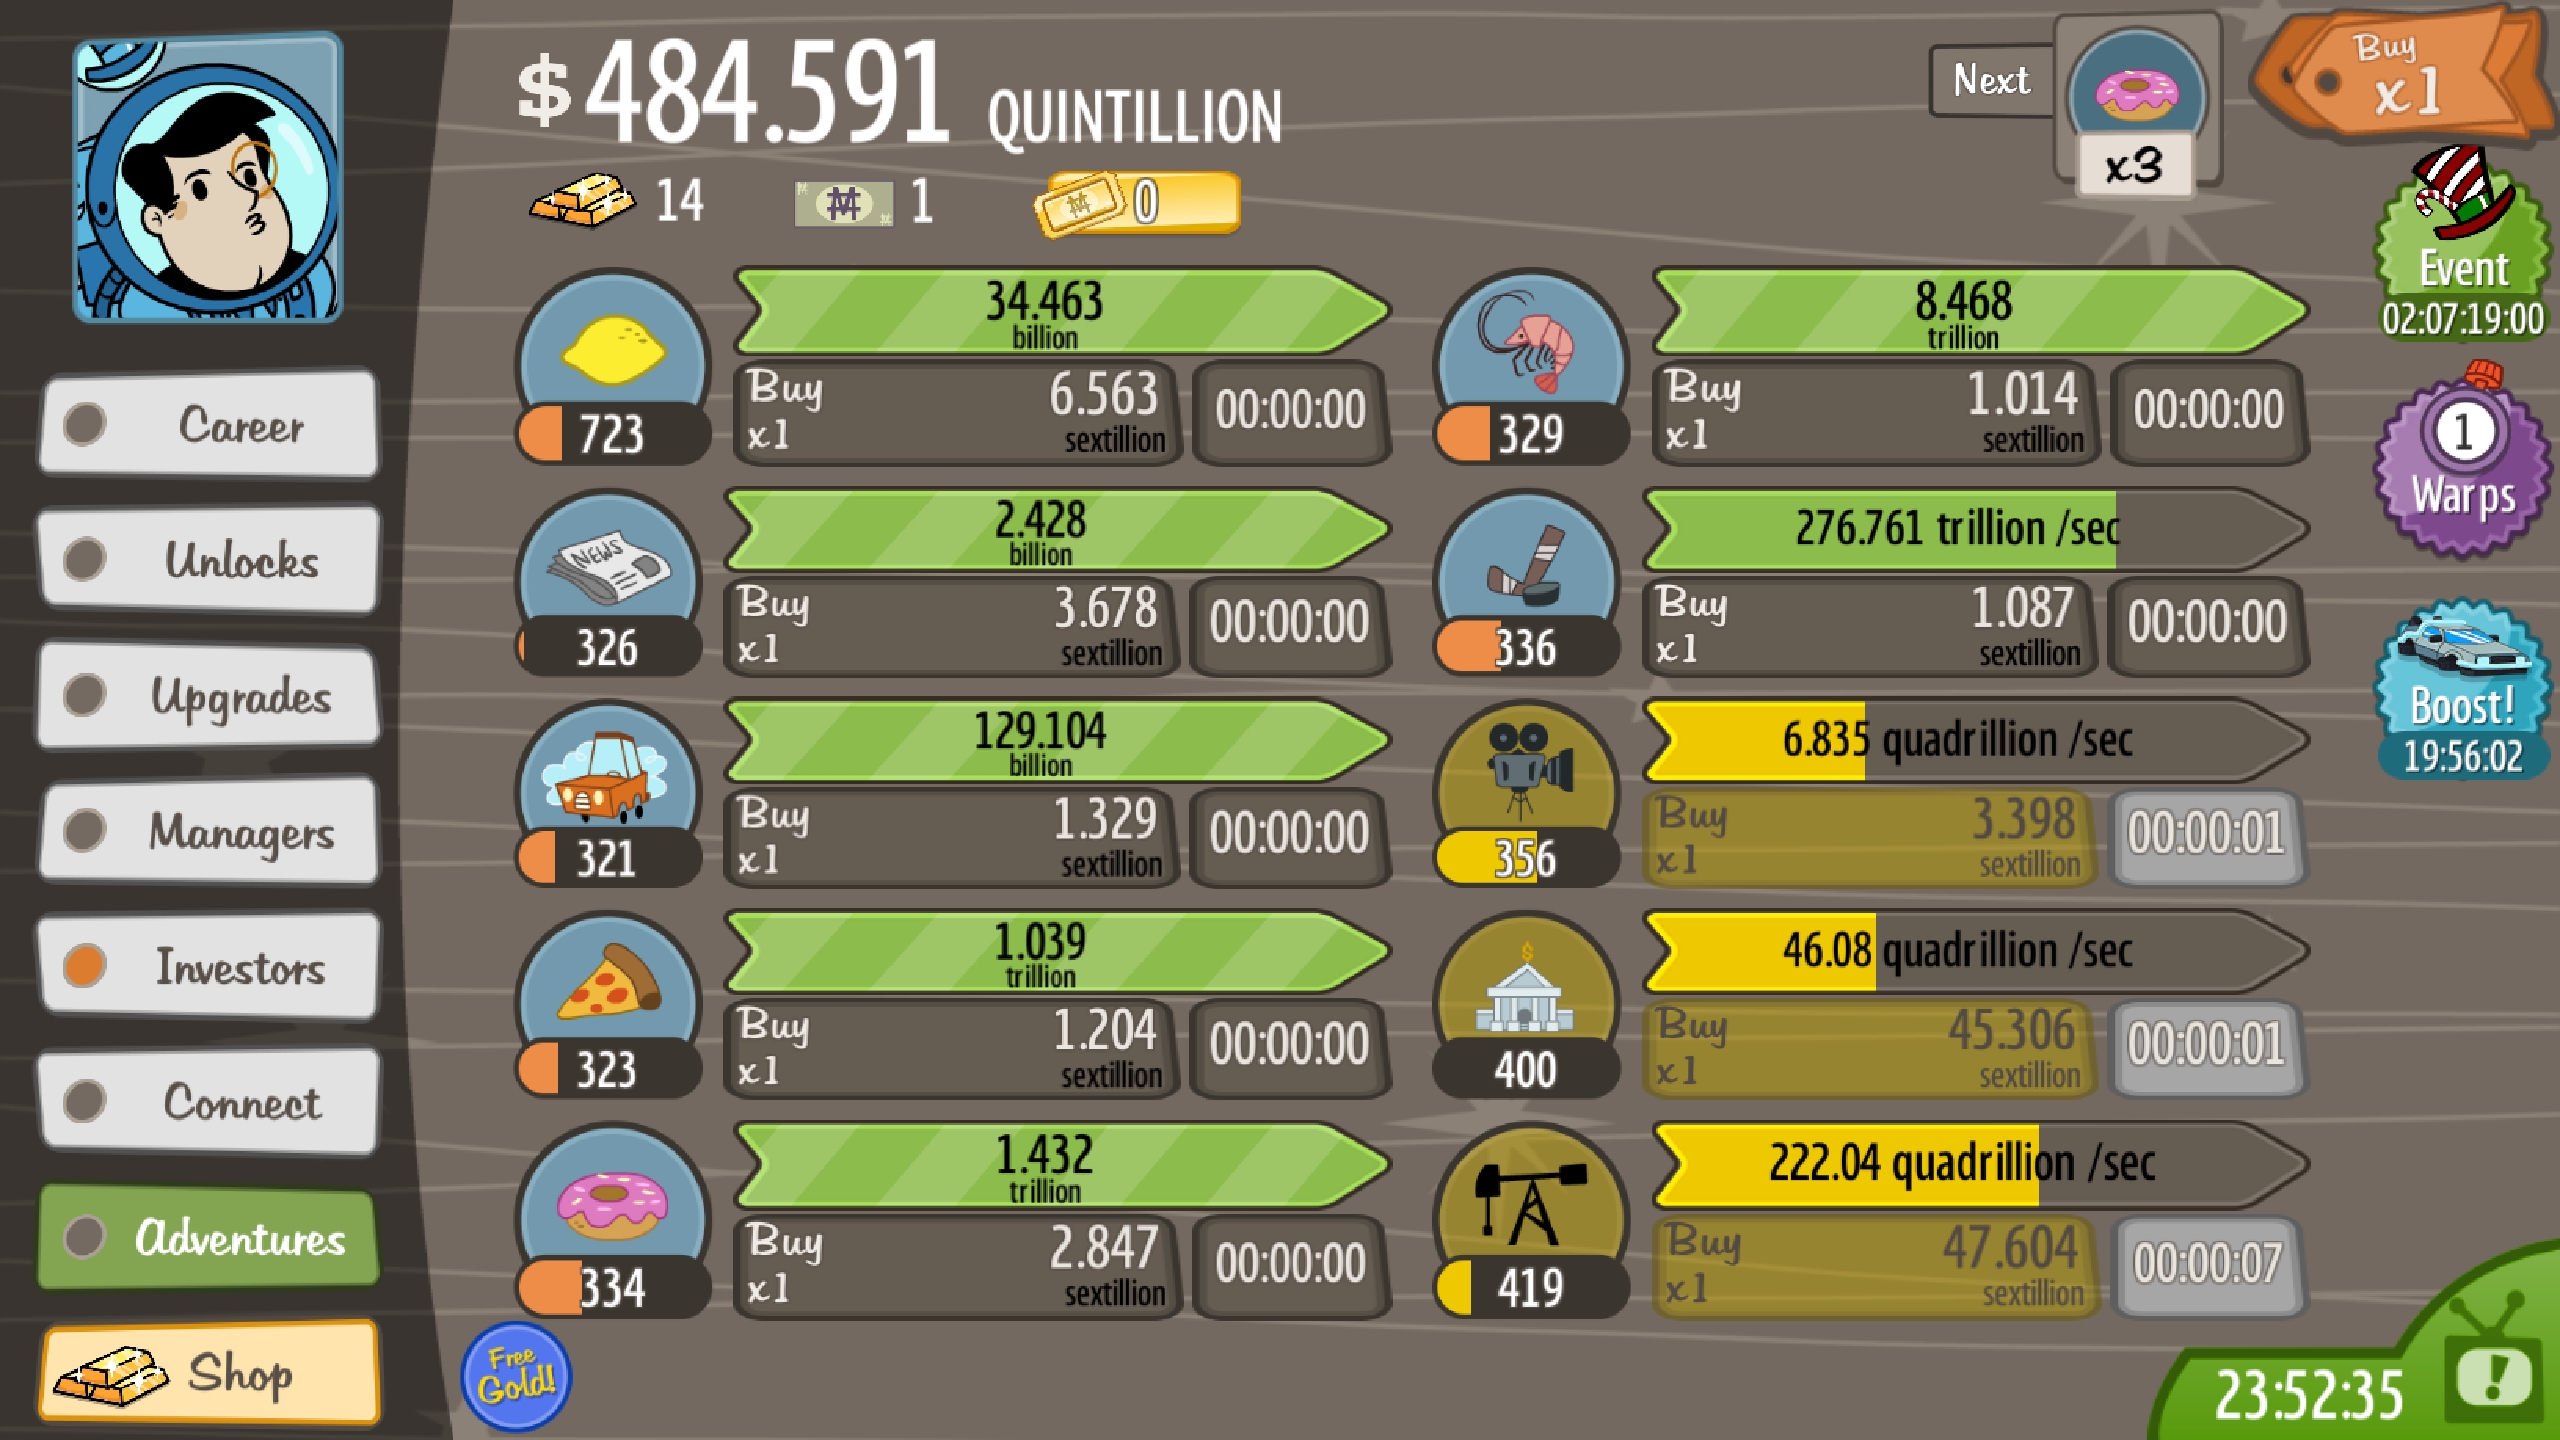 $484.591 QUINTILLION
14
1
0
Next
x3
Buy
x1
Event
02:07:19:00
1
Warps
Boost!
19:56:02
Career
Unlocks
Upgrades
Managers
Investors
Connect
Adventures
Shop
Free
Gold!
723
34.463
billion
Buy
x1
6.563
sextillion
00:00:00
NEWS
326
2.428
billion
Buy
x1
3.678
sextillion
00:00:00
321
129.104
billion
Buy
x1
1.329
sextillion
00:00:00
323
1.039
trillion
Buy
x1
1.204
sextillion
00:00:00
334
1.432
trillion
Buy
x1
2.847
sextillion
00:00:00
329
8.468
trillion
Buy
x1
1.014
sextillion
00:00:00
336
276.761 trillion /sec
Buy
x1
1.087
sextillion
00:00:00
356
6.835 quadrillion /sec
Buy
x1
3.398
sextillion
00:00:01
$
400
46.08 quadrillion /sec
Buy
x1
45.306
sextillion
00:00:01
419
222.04 quadrillion /sec
Buy
x1
47.604
sextillion
00:00:07
23:52:35
!